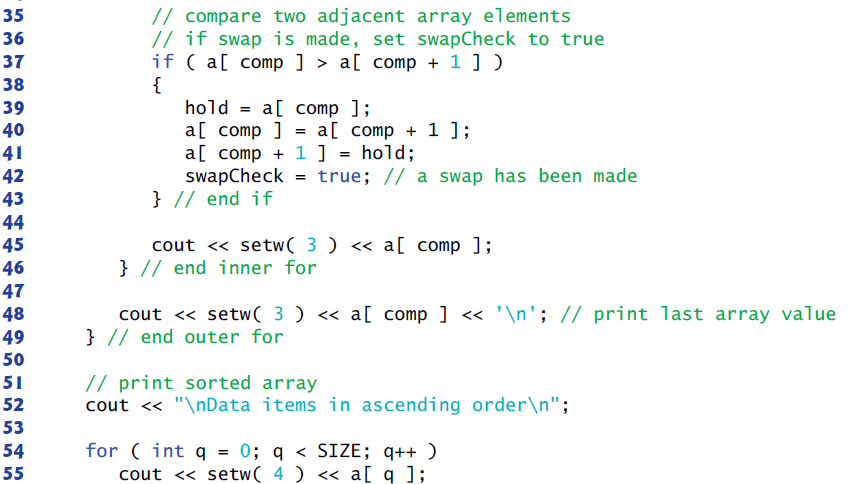 35 // compare two adjacent array elements
36 // if swap is made, set swapCheck to true
37 if ( a[ comp ] > a[ comp + 1 ] )
38 {
39 hold = a[ comp ];
40 a[ comp ] = a[ comp + 1 ];
41 a[ comp + 1 ] = hold;
42 swapCheck = true; // a swap has been made
43 } // end if
44
45 cout << setw( 3 ) << a[ comp ];
46 } // end inner for
47
48 cout << setw( 3 ) << a[ comp ] << '\n'; // print last array value
49 } // end outer for
50
51 // print sorted array
52 cout << "\nData items in ascending order\n";
53
54 for ( int q = 0; q < SIZE; q++ )
55 cout << setw( 4 ) << a[ q ];